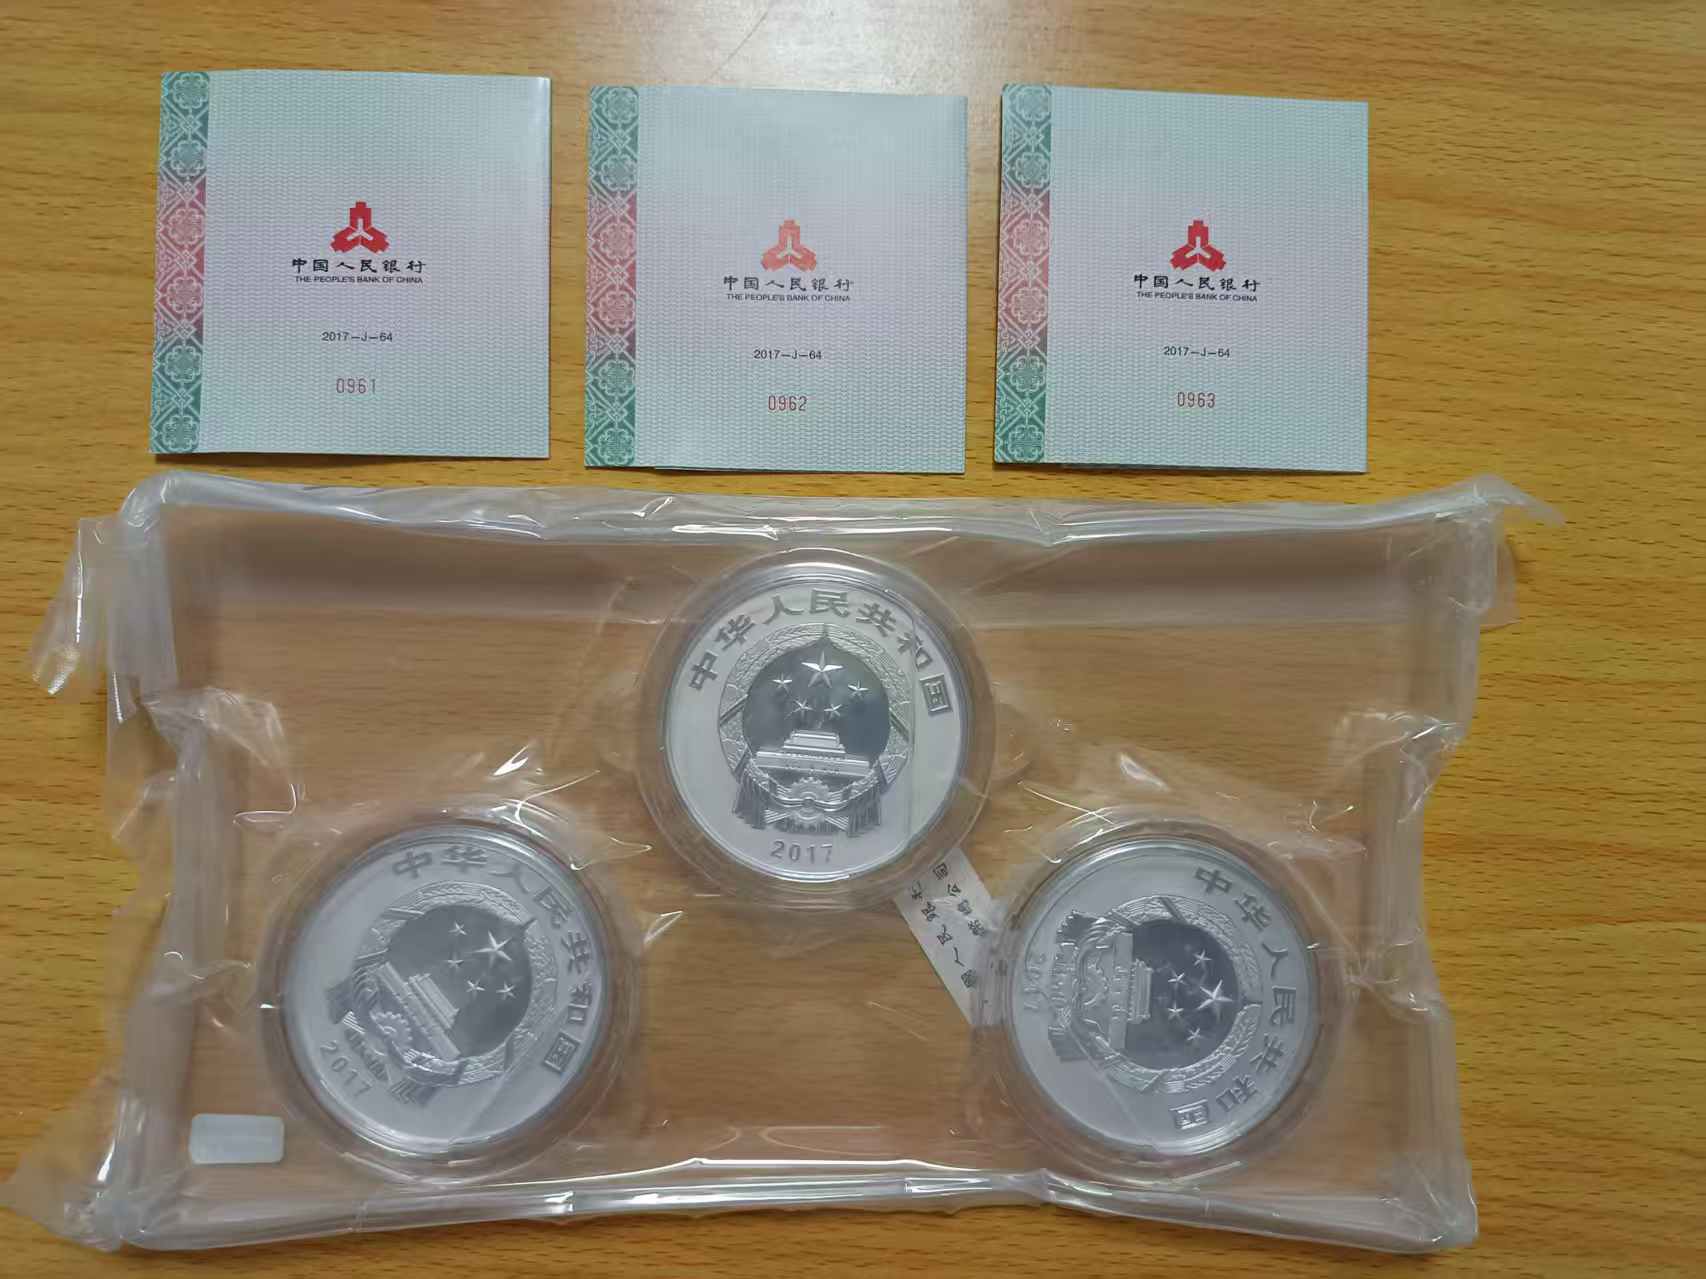 中国人民银行
THE PEOPLE'S BANK OF CHINA
2017-J-64
0961
中国人民银行
THE PEOPLE'S BANK OF CHINA
2017-J-64
0962
中国人民银行
THE PEOPLE'S BANK OF CHINA
2017-J-64
0963
中华人民共和国
2017
中华人民共和国
2017
中华人民共和国
2017